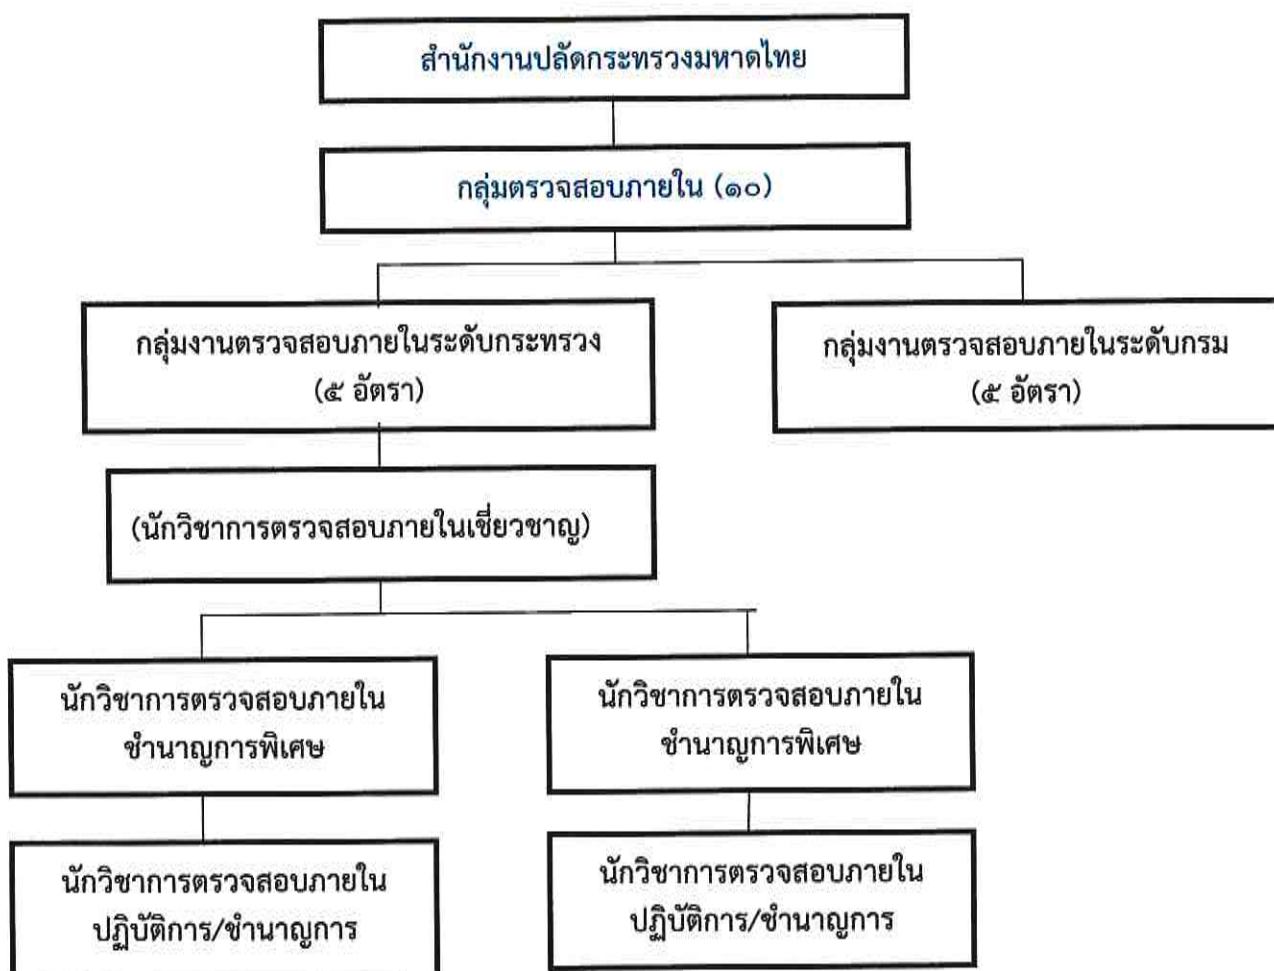 สำนักงานปลัดกระทรวงมหาดไทย
กลุ่มตรวจสอบภายใน (๑๐)
กลุ่มงานตรวจสอบภายในระดับกระทรวง
(๕ อัตรา)
กลุ่มงานตรวจสอบภายในระดับกรม
(๕ อัตรา)
(นักวิชาการตรวจสอบภายในเชี่ยวชาญ)
นักวิชาการตรวจสอบภายใน
ชำนาญการพิเศษ
นักวิชาการตรวจสอบภายใน
ชำนาญการพิเศษ
นักวิชาการตรวจสอบภายใน
ปฏิบัติการ/ชำนาญการ
นักวิชาการตรวจสอบภายใน
ปฏิบัติการ/ชำนาญการ